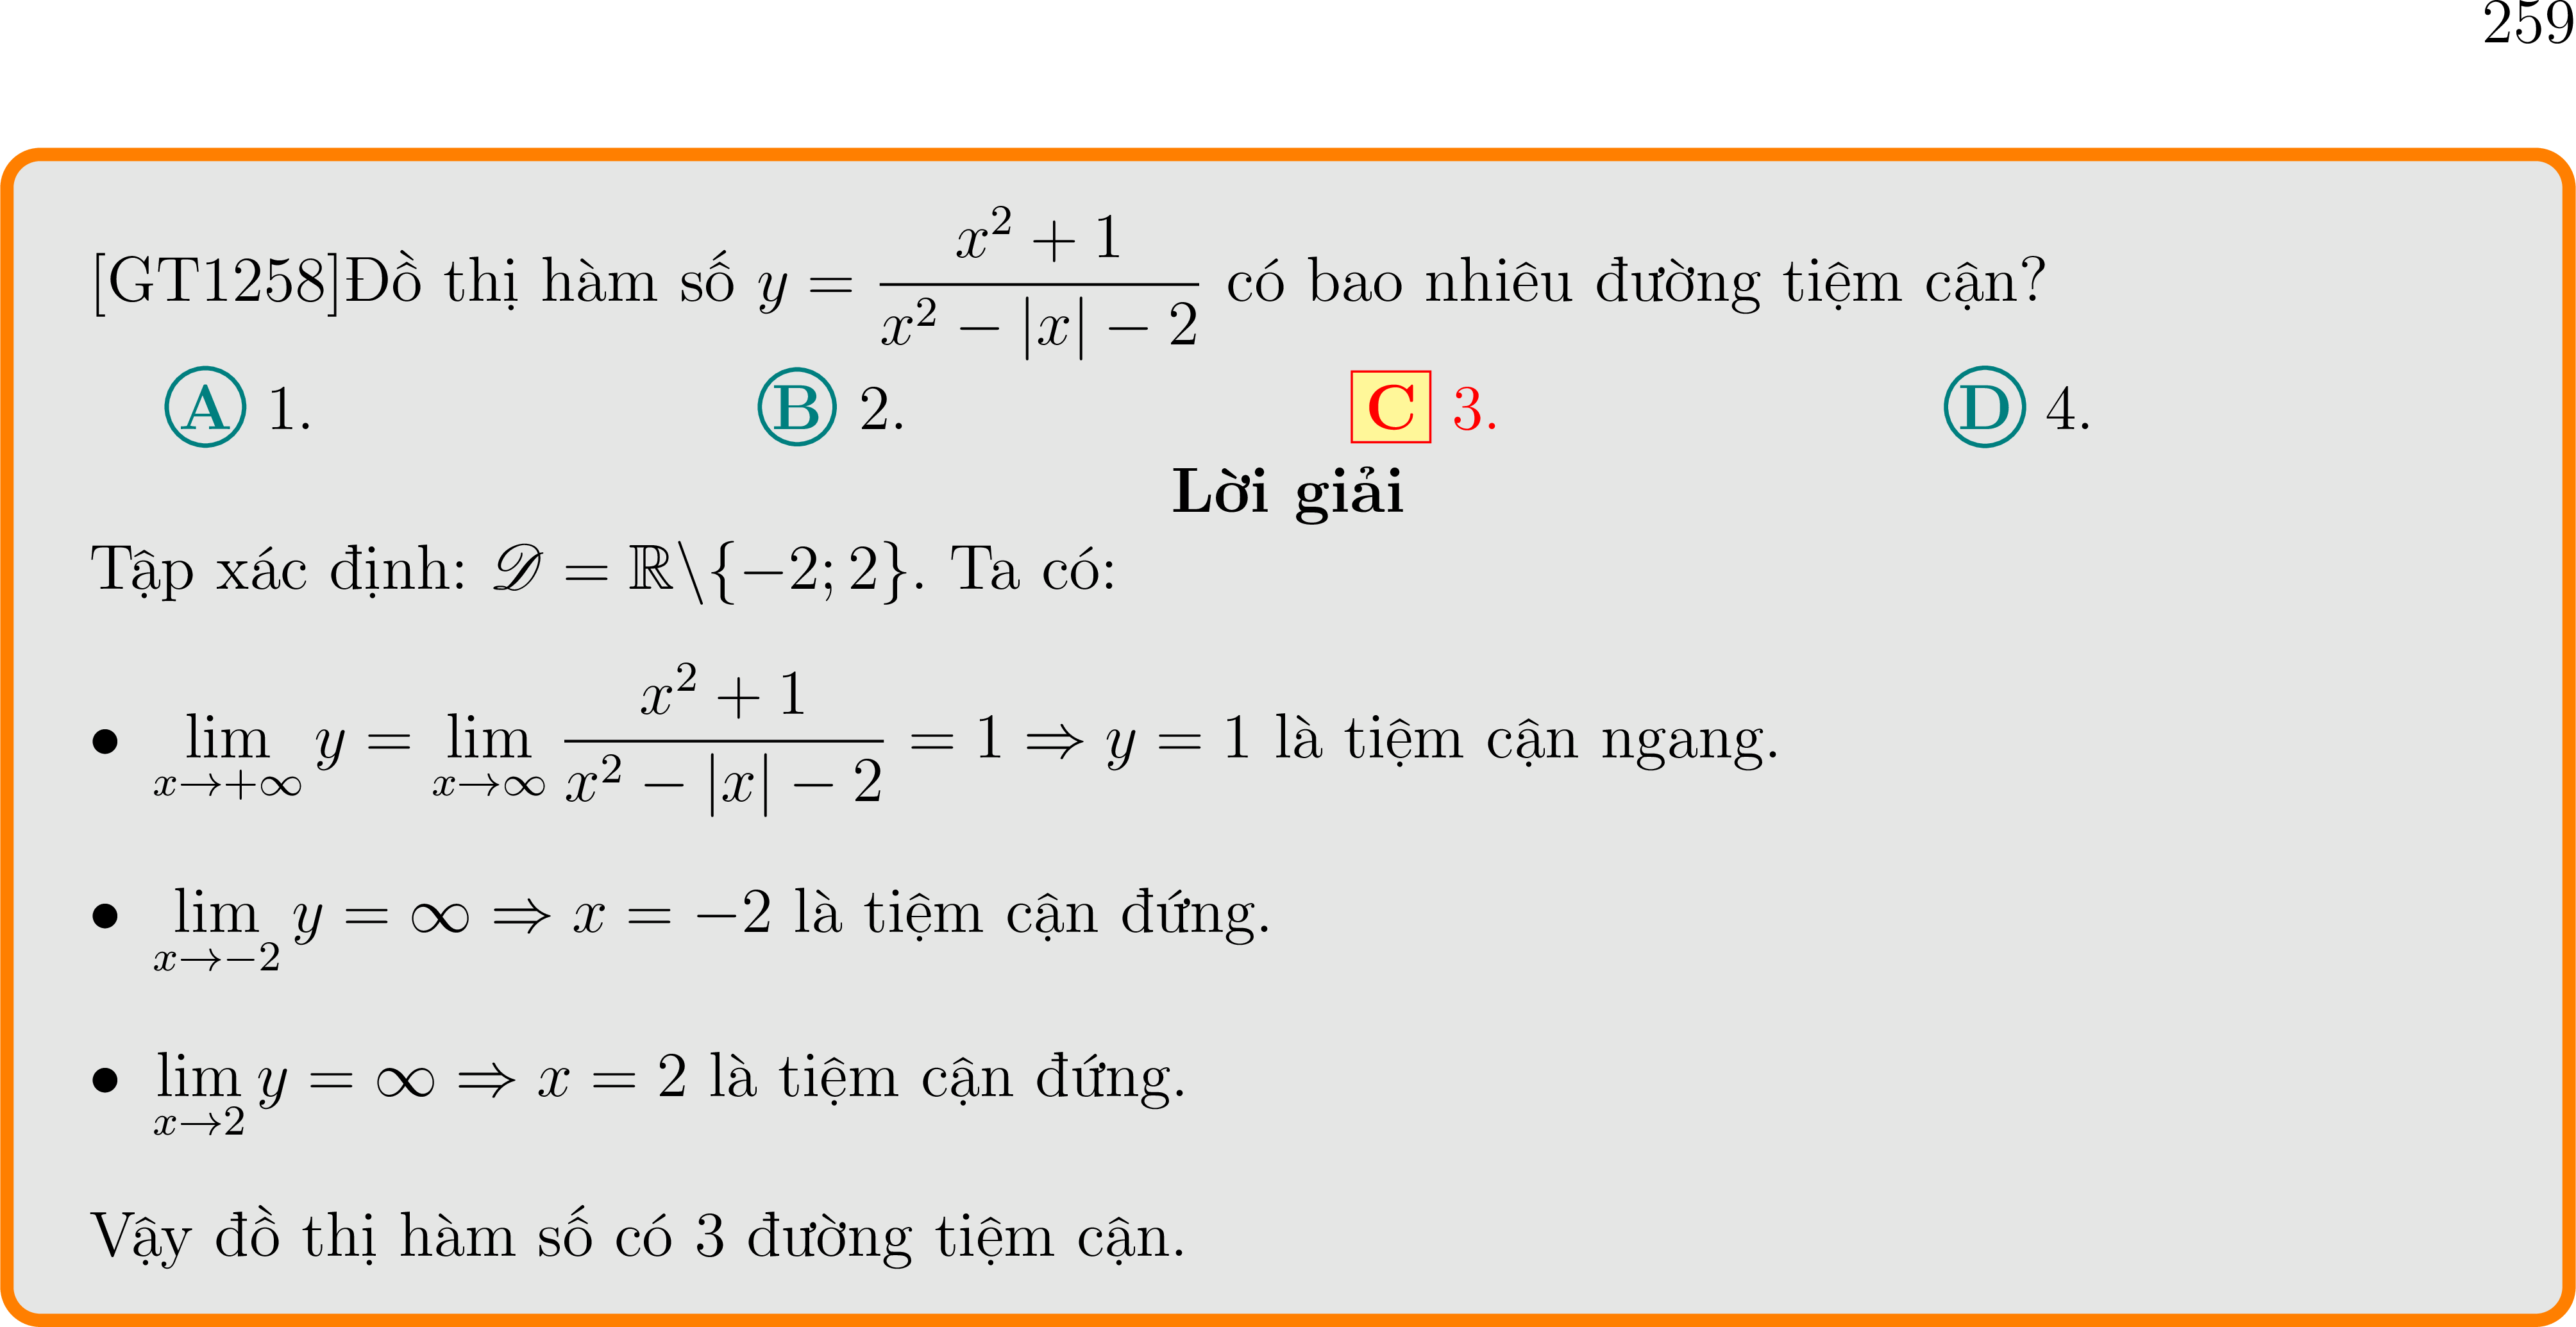 259
[GT1258]Đồ thị hàm số $y = \dfrac{x^2 + 1}{x^2 - |x| - 2}$ có bao nhiêu đường tiệm cận?
A 1. B 2. C 3. D 4.
Lời giải
Tập xác định: $\mathscr{D} = \mathbb{R} \backslash \{-2; 2\}$. Ta có:
• $\lim\limits_{x \to +\infty} y = \lim\limits_{x \to \infty} \dfrac{x^2 + 1}{x^2 - |x| - 2} = 1 \Rightarrow y = 1$ là tiệm cận ngang.
• $\lim\limits_{x \to -2} y = \infty \Rightarrow x = -2$ là tiệm cận đứng.
• $\lim\limits_{x \to 2} y = \infty \Rightarrow x = 2$ là tiệm cận đứng.
Vậy đồ thị hàm số có 3 đường tiệm cận.